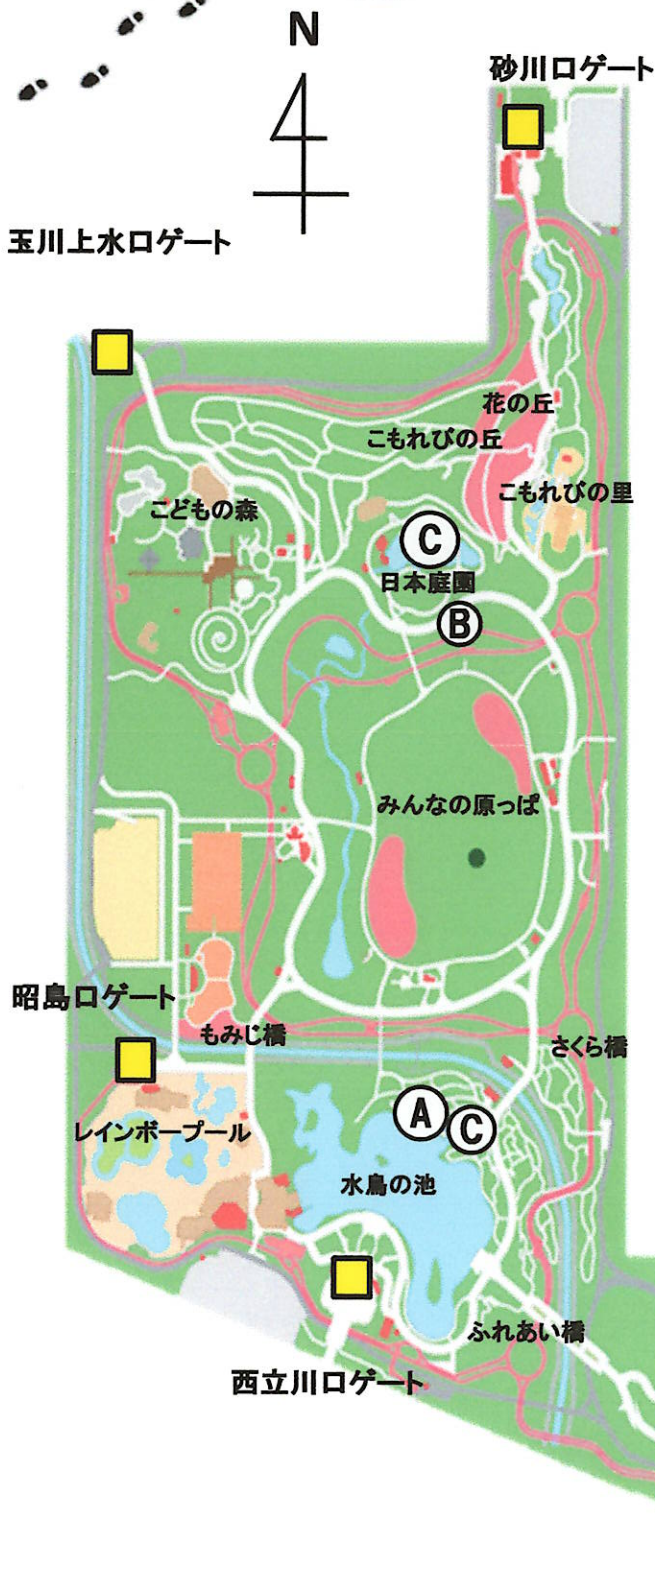 N
砂川口ゲート
玉川上水口ゲート
花の丘
こもれびの丘
こもれびの里
こどもの森
C
日本庭園
B
みんなの原っぱ
昭島口ゲート
もみじ橋
さくら橋
A
C
レインボープール
水鳥の池
ふれあい橋
西立川口ゲート